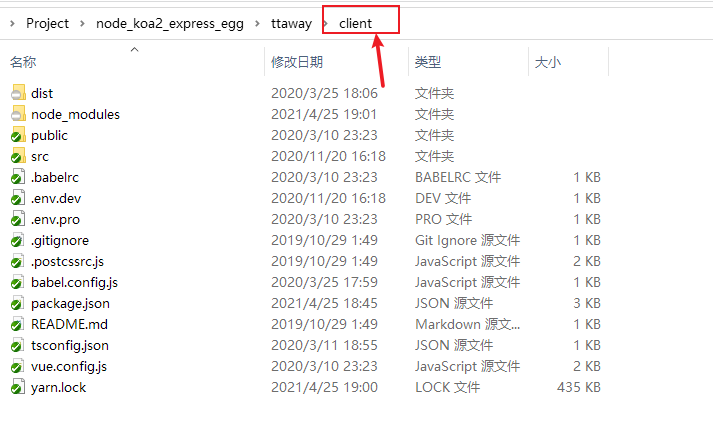 Project > node_koa2_express_egg > ttaway > client
名称 修改日期 类型 大小
dist 2020/3/25 18:06 文件夹
node_modules 2021/4/25 19:01 文件夹
public 2020/3/10 23:23 文件夹
src 2020/11/20 16:18 文件夹
.babelrc 2020/3/10 23:23 BABELRC 文件 1 KB
.env.dev 2020/11/20 16:18 DEV 文件 1 KB
.env.pro 2020/3/10 23:23 PRO 文件 1 KB
.gitignore 2019/10/29 1:49 Git Ignore 源文件 1 KB
.postcssrc.js 2019/10/29 1:49 JavaScript 源文件 2 KB
babel.config.js 2020/3/25 17:59 JavaScript 源文件 1 KB
package.json 2021/4/25 18:45 JSON 源文件 3 KB
README.md 2019/10/29 1:49 Markdown 源文... 1 KB
tsconfig.json 2020/3/11 18:55 JSON 源文件 1 KB
vue.config.js 2020/3/10 23:23 JavaScript 源文件 2 KB
yarn.lock 2021/4/25 19:00 LOCK 文件 435 KB